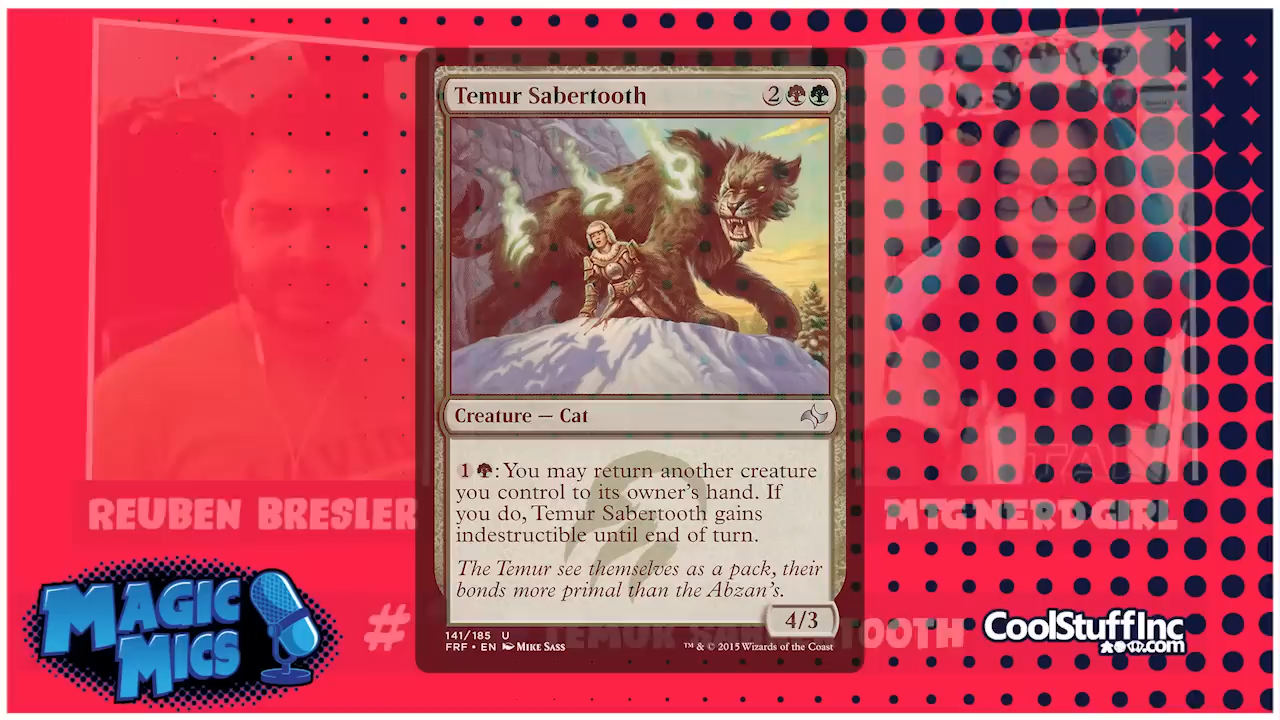 Temur Sabertooth
2
Creature — Cat
1 : You may return another creature
you control to its owner's hand. If
you do, Temur Sabertooth gains
indestructible until end of turn.
The Temur see themselves as a pack, their
bonds more primal than the Abzan's.
4/3
141/185 U
FRF • EN MIKE SASS
™ & © 2015 Wizards of the Coast
REUBEN BRESLER
MTGNERDGIRL
MAGIC
MICS
#
TEMUR SABERTOOTH
CoolStuffInc
.com